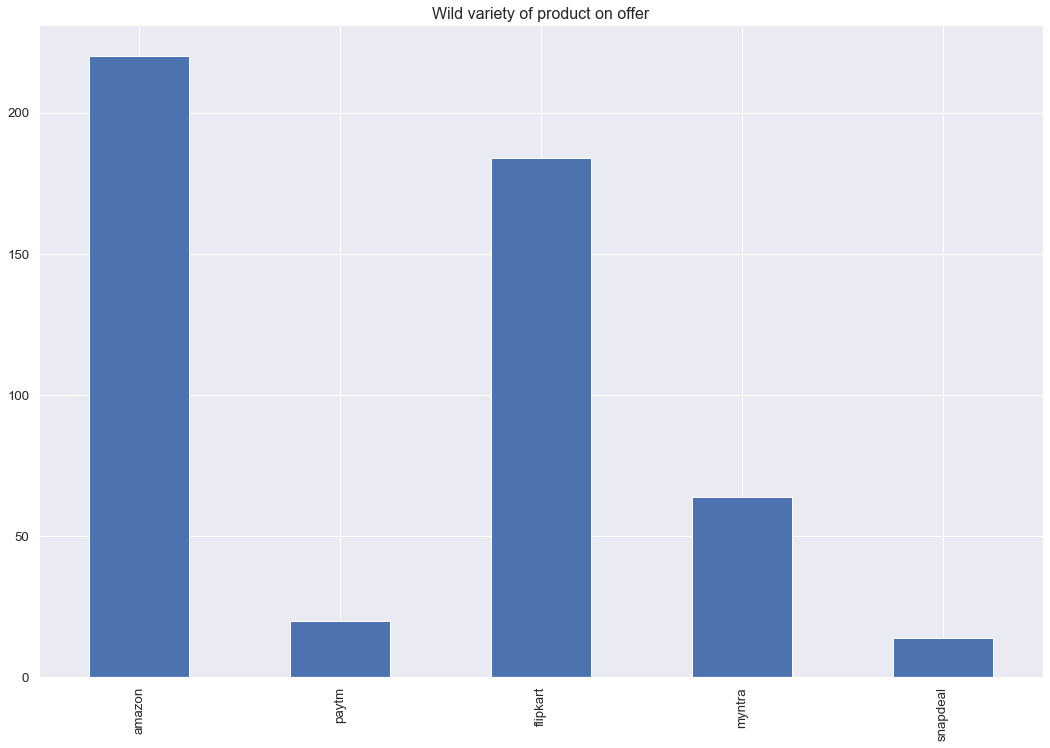 Wild variety of product on offer
200
150
100
50
0
amazon
paytm
flipkart
myntra
snapdeal